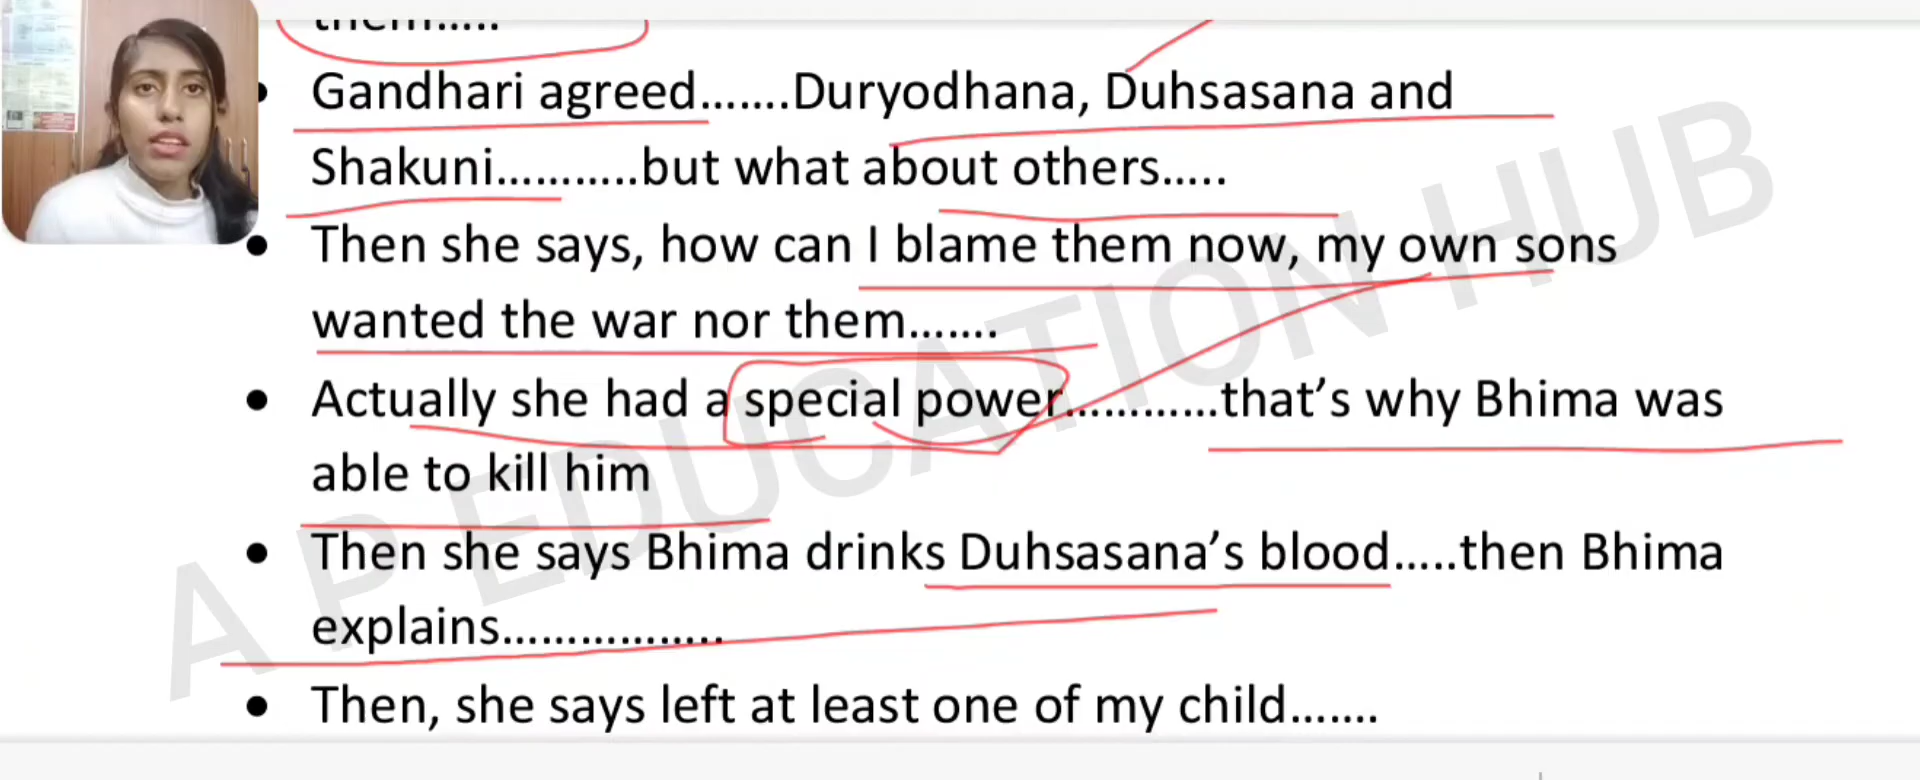 them.....
Gandhari agreed.......Duryodhana, Duhsasana and
Shakuni...........but what about others.....
Then she says, how can I blame them now, my own sons
wanted the war nor them.......
Actually she had a special power............that’s why Bhima was
able to kill him
Then she says Bhima drinks Duhsasana’s blood.....then Bhima
explains.................
Then, she says left at least one of my child.......
A P EDUCATION HUB